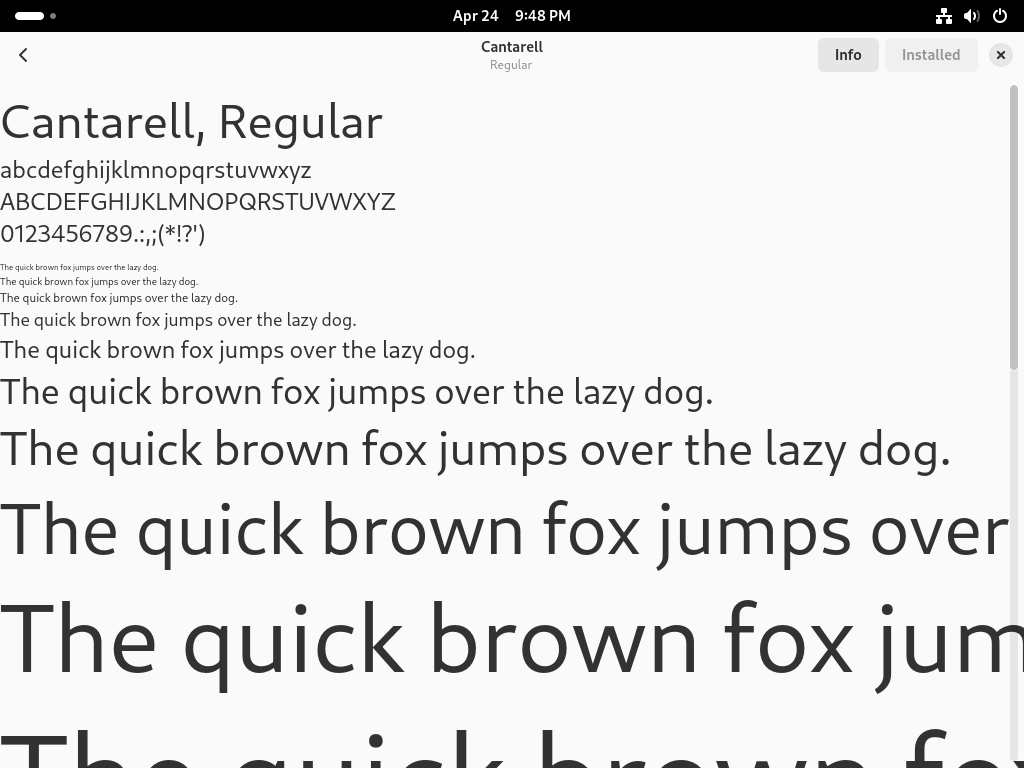 Apr 24 9:48 PM
Cantarell
Regular
Info
Installed
Cantarell, Regular
abcdefghijklmnopqrstuvwxyz
ABCDEFGHIJKLMNOPQRSTUVWXYZ
0123456789.:,;(*!?')
The quick brown fox jumps over the lazy dog.
The quick brown fox jumps over the lazy dog.
The quick brown fox jumps over the lazy dog.
The quick brown fox jumps over the lazy dog.
The quick brown fox jumps over the lazy dog.
The quick brown fox jumps over the lazy dog.
The quick brown fox jumps over the lazy dog.
The quick brown fox jumps over
The quick brown fox jum
The quick brown fo